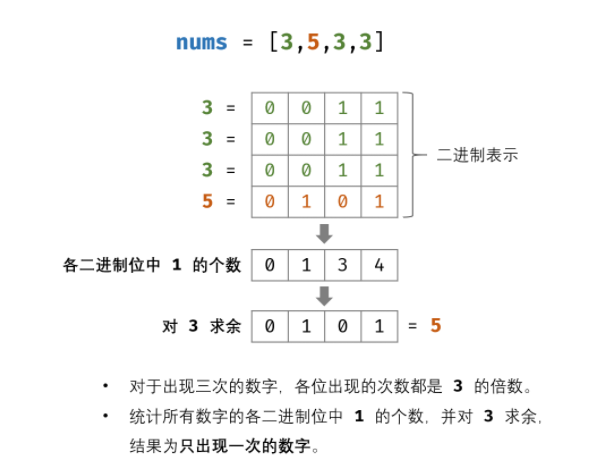 nums = [3,5,3,3]
3 = 0 0 1 1
3 = 0 0 1 1
3 = 0 0 1 1
5 = 0 1 0 1
二进制表示
各二进制位中 1 的个数 0 1 3 4
对 3 求余 0 1 0 1 = 5
• 对于出现三次的数字，各位出现的次数都是 3 的倍数。
• 统计所有数字的各二进制位中 1 的个数，并对 3 求余，
结果为只出现一次的数字。